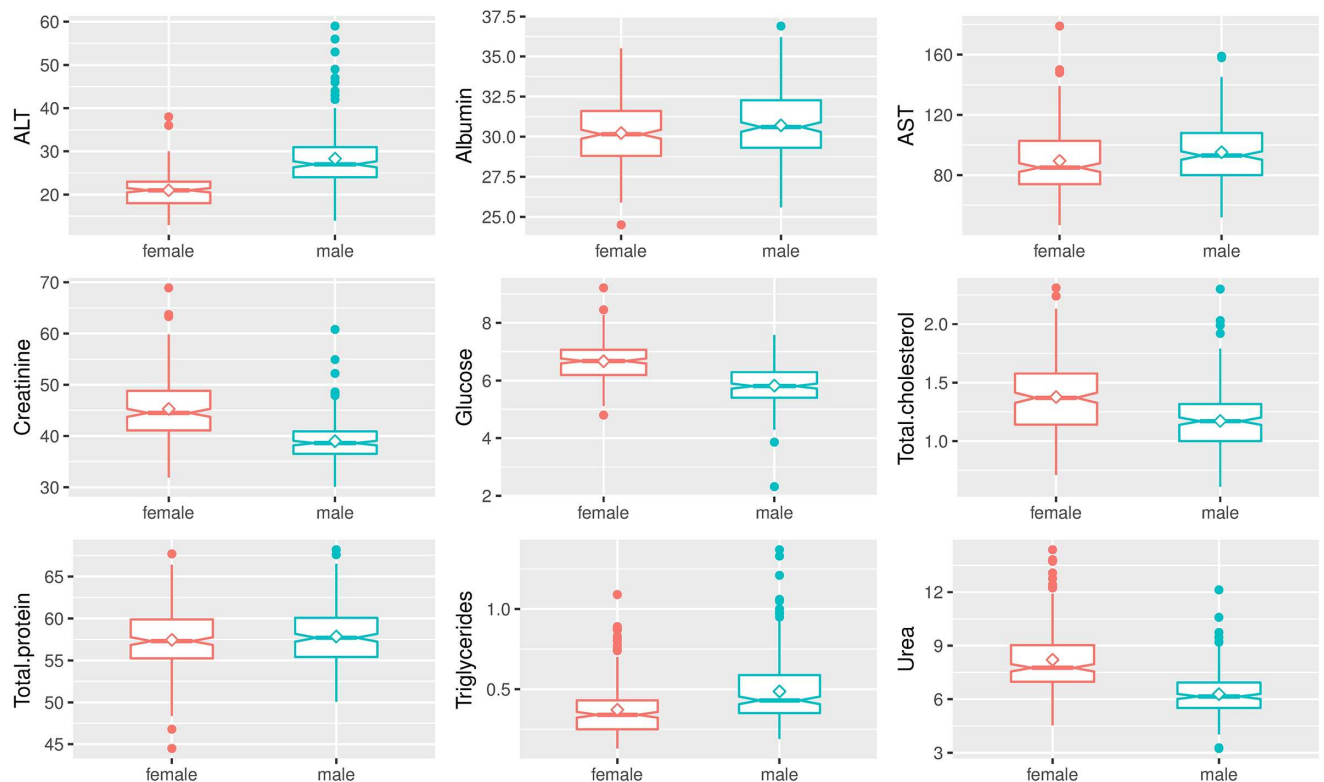 ALT
60
50
40
30
20
female
male
Albumin
37.5
35.0
32.5
30.0
27.5
25.0
female
male
AST
160
120
80
female
male
Creatinine
70
60
50
40
30
female
male
Glucose
8
6
4
2
female
male
Total.cholesterol
2.0
1.5
1.0
female
male
Total.protein
65
60
55
50
45
female
male
Triglycerides
1.0
0.5
female
male
Urea
12
9
6
3
female
male